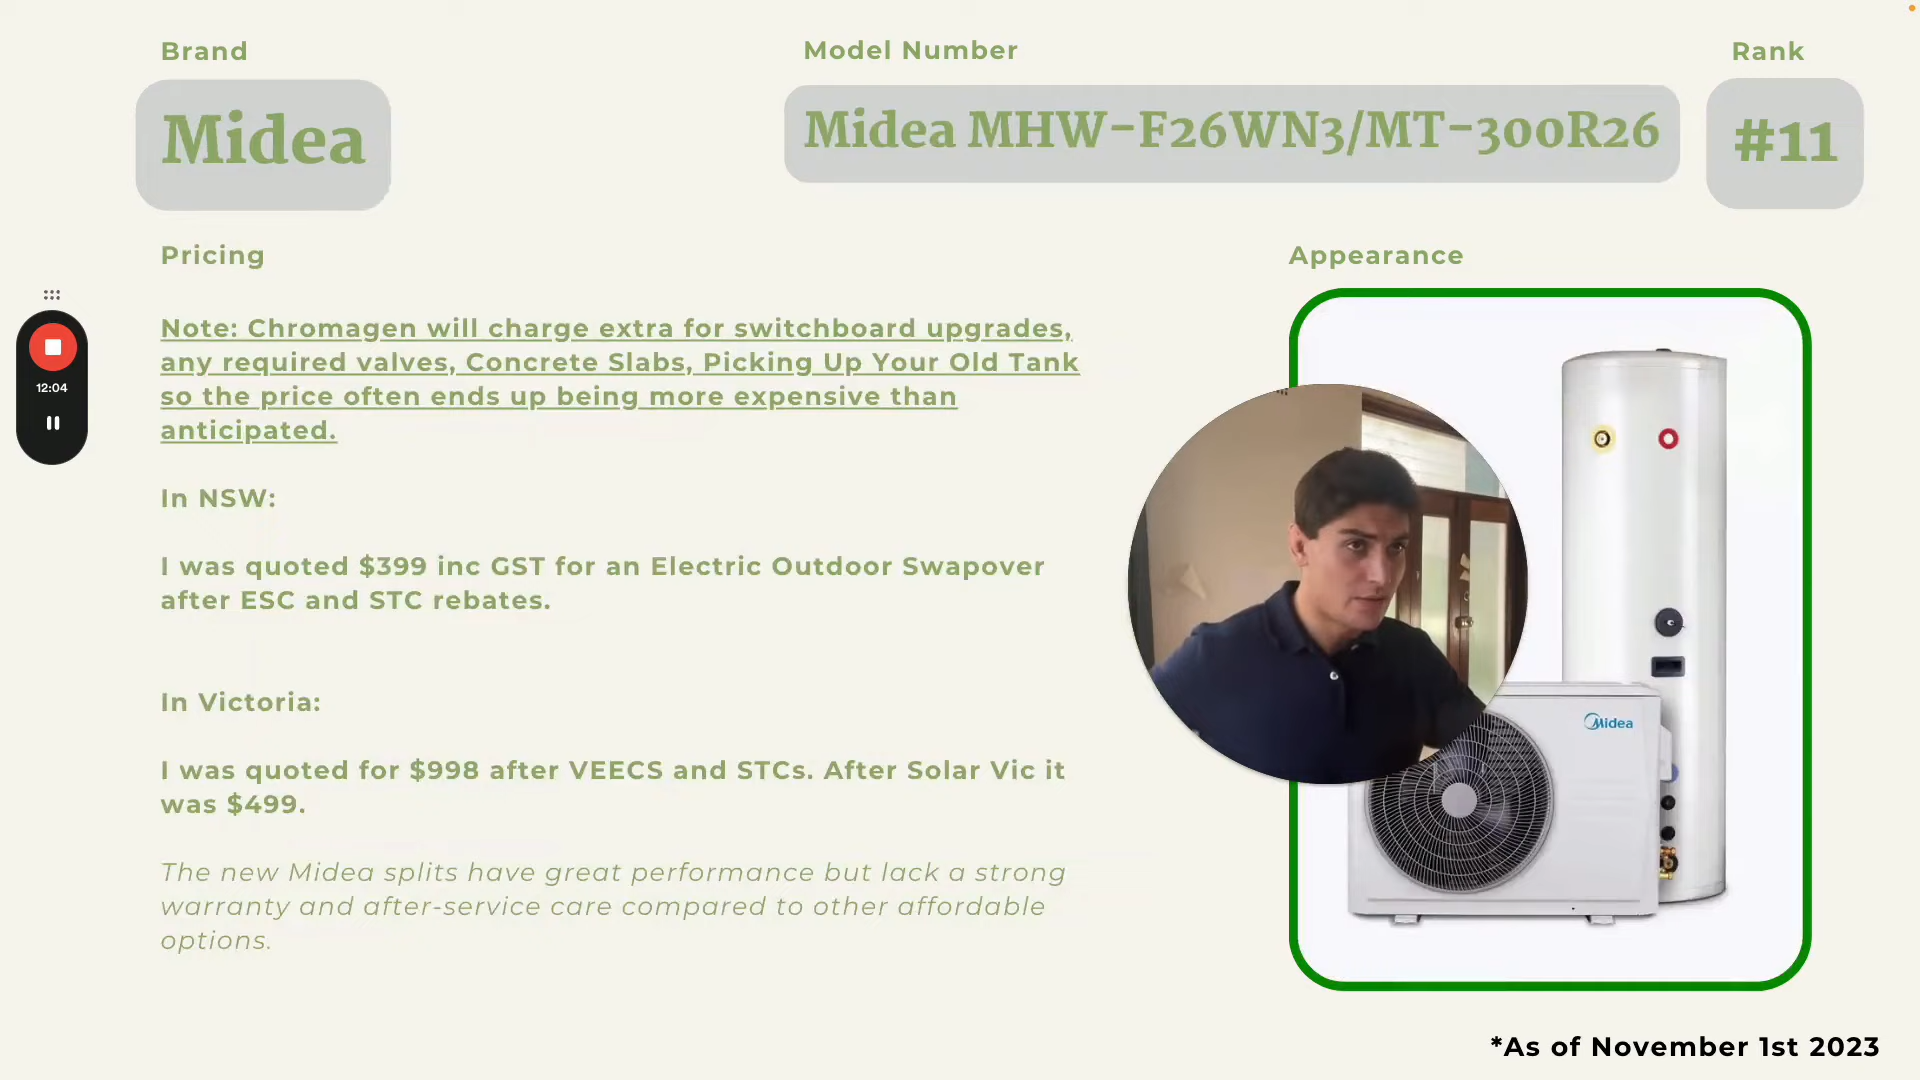 Brand
Model Number
Rank
Midea
Midea MHW-F26WN3/MT-300R26
#11
Pricing
Appearance
Note: Chromagen will charge extra for switchboard upgrades,
any required valves, Concrete Slabs, Picking Up Your Old Tank
so the price often ends up being more expensive than
anticipated.
12:04
In NSW:
I was quoted $399 inc GST for an Electric Outdoor Swapover
after ESC and STC rebates.
In Victoria:
Midea
I was quoted for $998 after VEECS and STCs. After Solar Vic it
was $499.
The new Midea splits have great performance but lack a strong
warranty and after-service care compared to other affordable
options.
*As of November 1st 2023